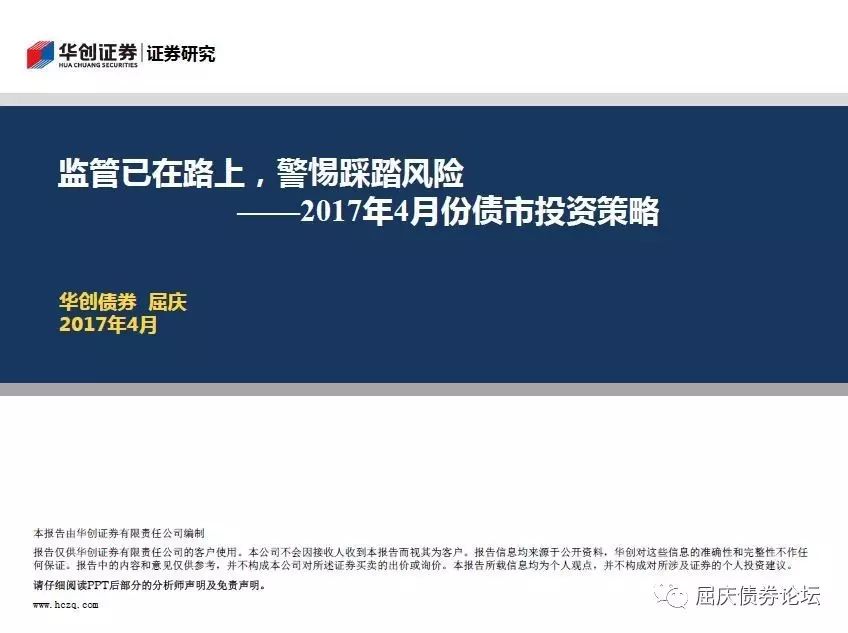 华创证券 证券研究
HUA CHUANG SECURITIES
监管已在路上，警惕踩踏风险
——2017年4月份债市投资策略
华创债券 屈庆
2017年4月
本报告由华创证券有限责任公司编制
报告仅供华创证券有限责任公司的客户使用。本公司不会因接收人收到本报告而视其为客户。报告信息均来源于公开资料，华创对这些信息的准确性和完整性不作任
何保证。报告中的内容和意见仅供参考，并不构成本公司对所述证券买卖的出价或询价。本报告所载信息均为个人观点，并不构成对所涉及证券的个人投资建议。
请仔细阅读PPT后部分的分析师声明及免责声明。
www.hczq.com
屈庆债券论坛